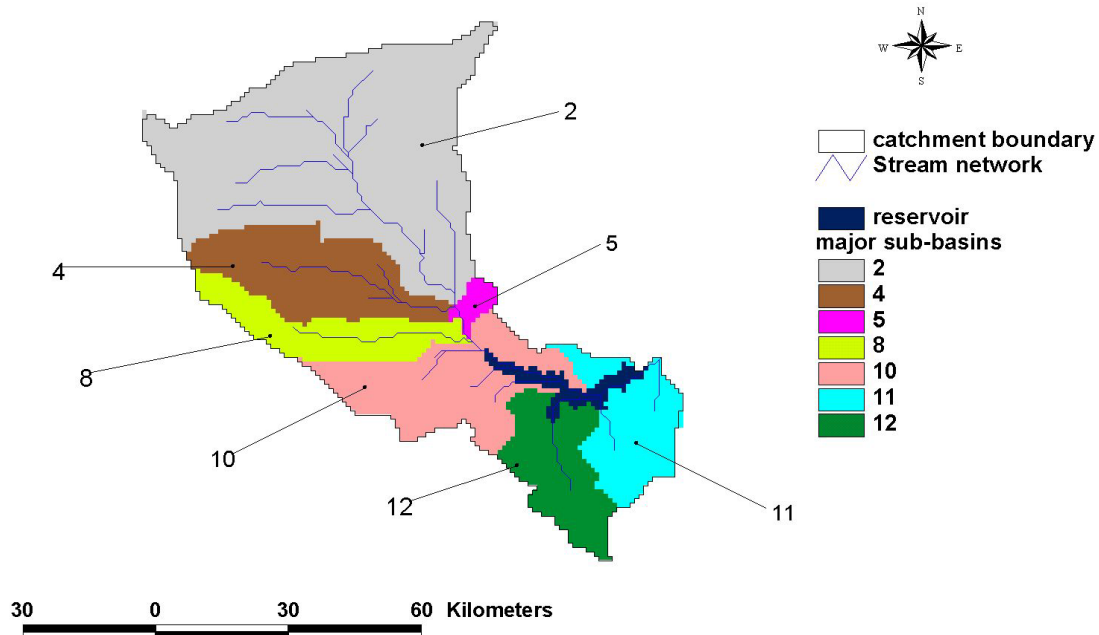 N
W E
S
2
catchment boundary
Stream network
reservoir
major sub-basins
2
4
5
8
10
11
12
5
4
8
10
12
11
30 0 30 60 Kilometers